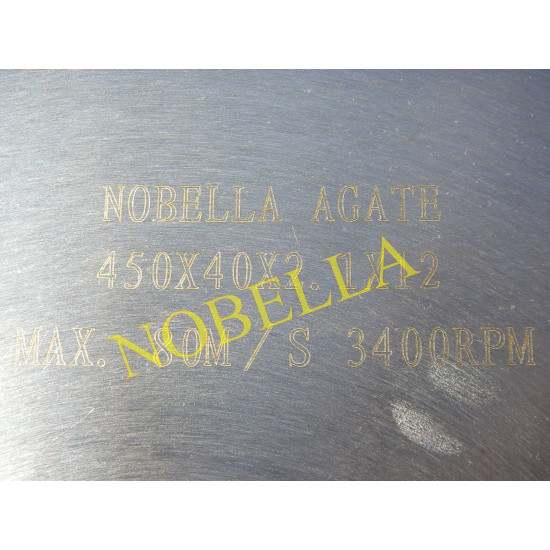 NOBELLA AGATE
450X40X2.1X12
MAX. 80M/S 3400RPM
NOBELLA